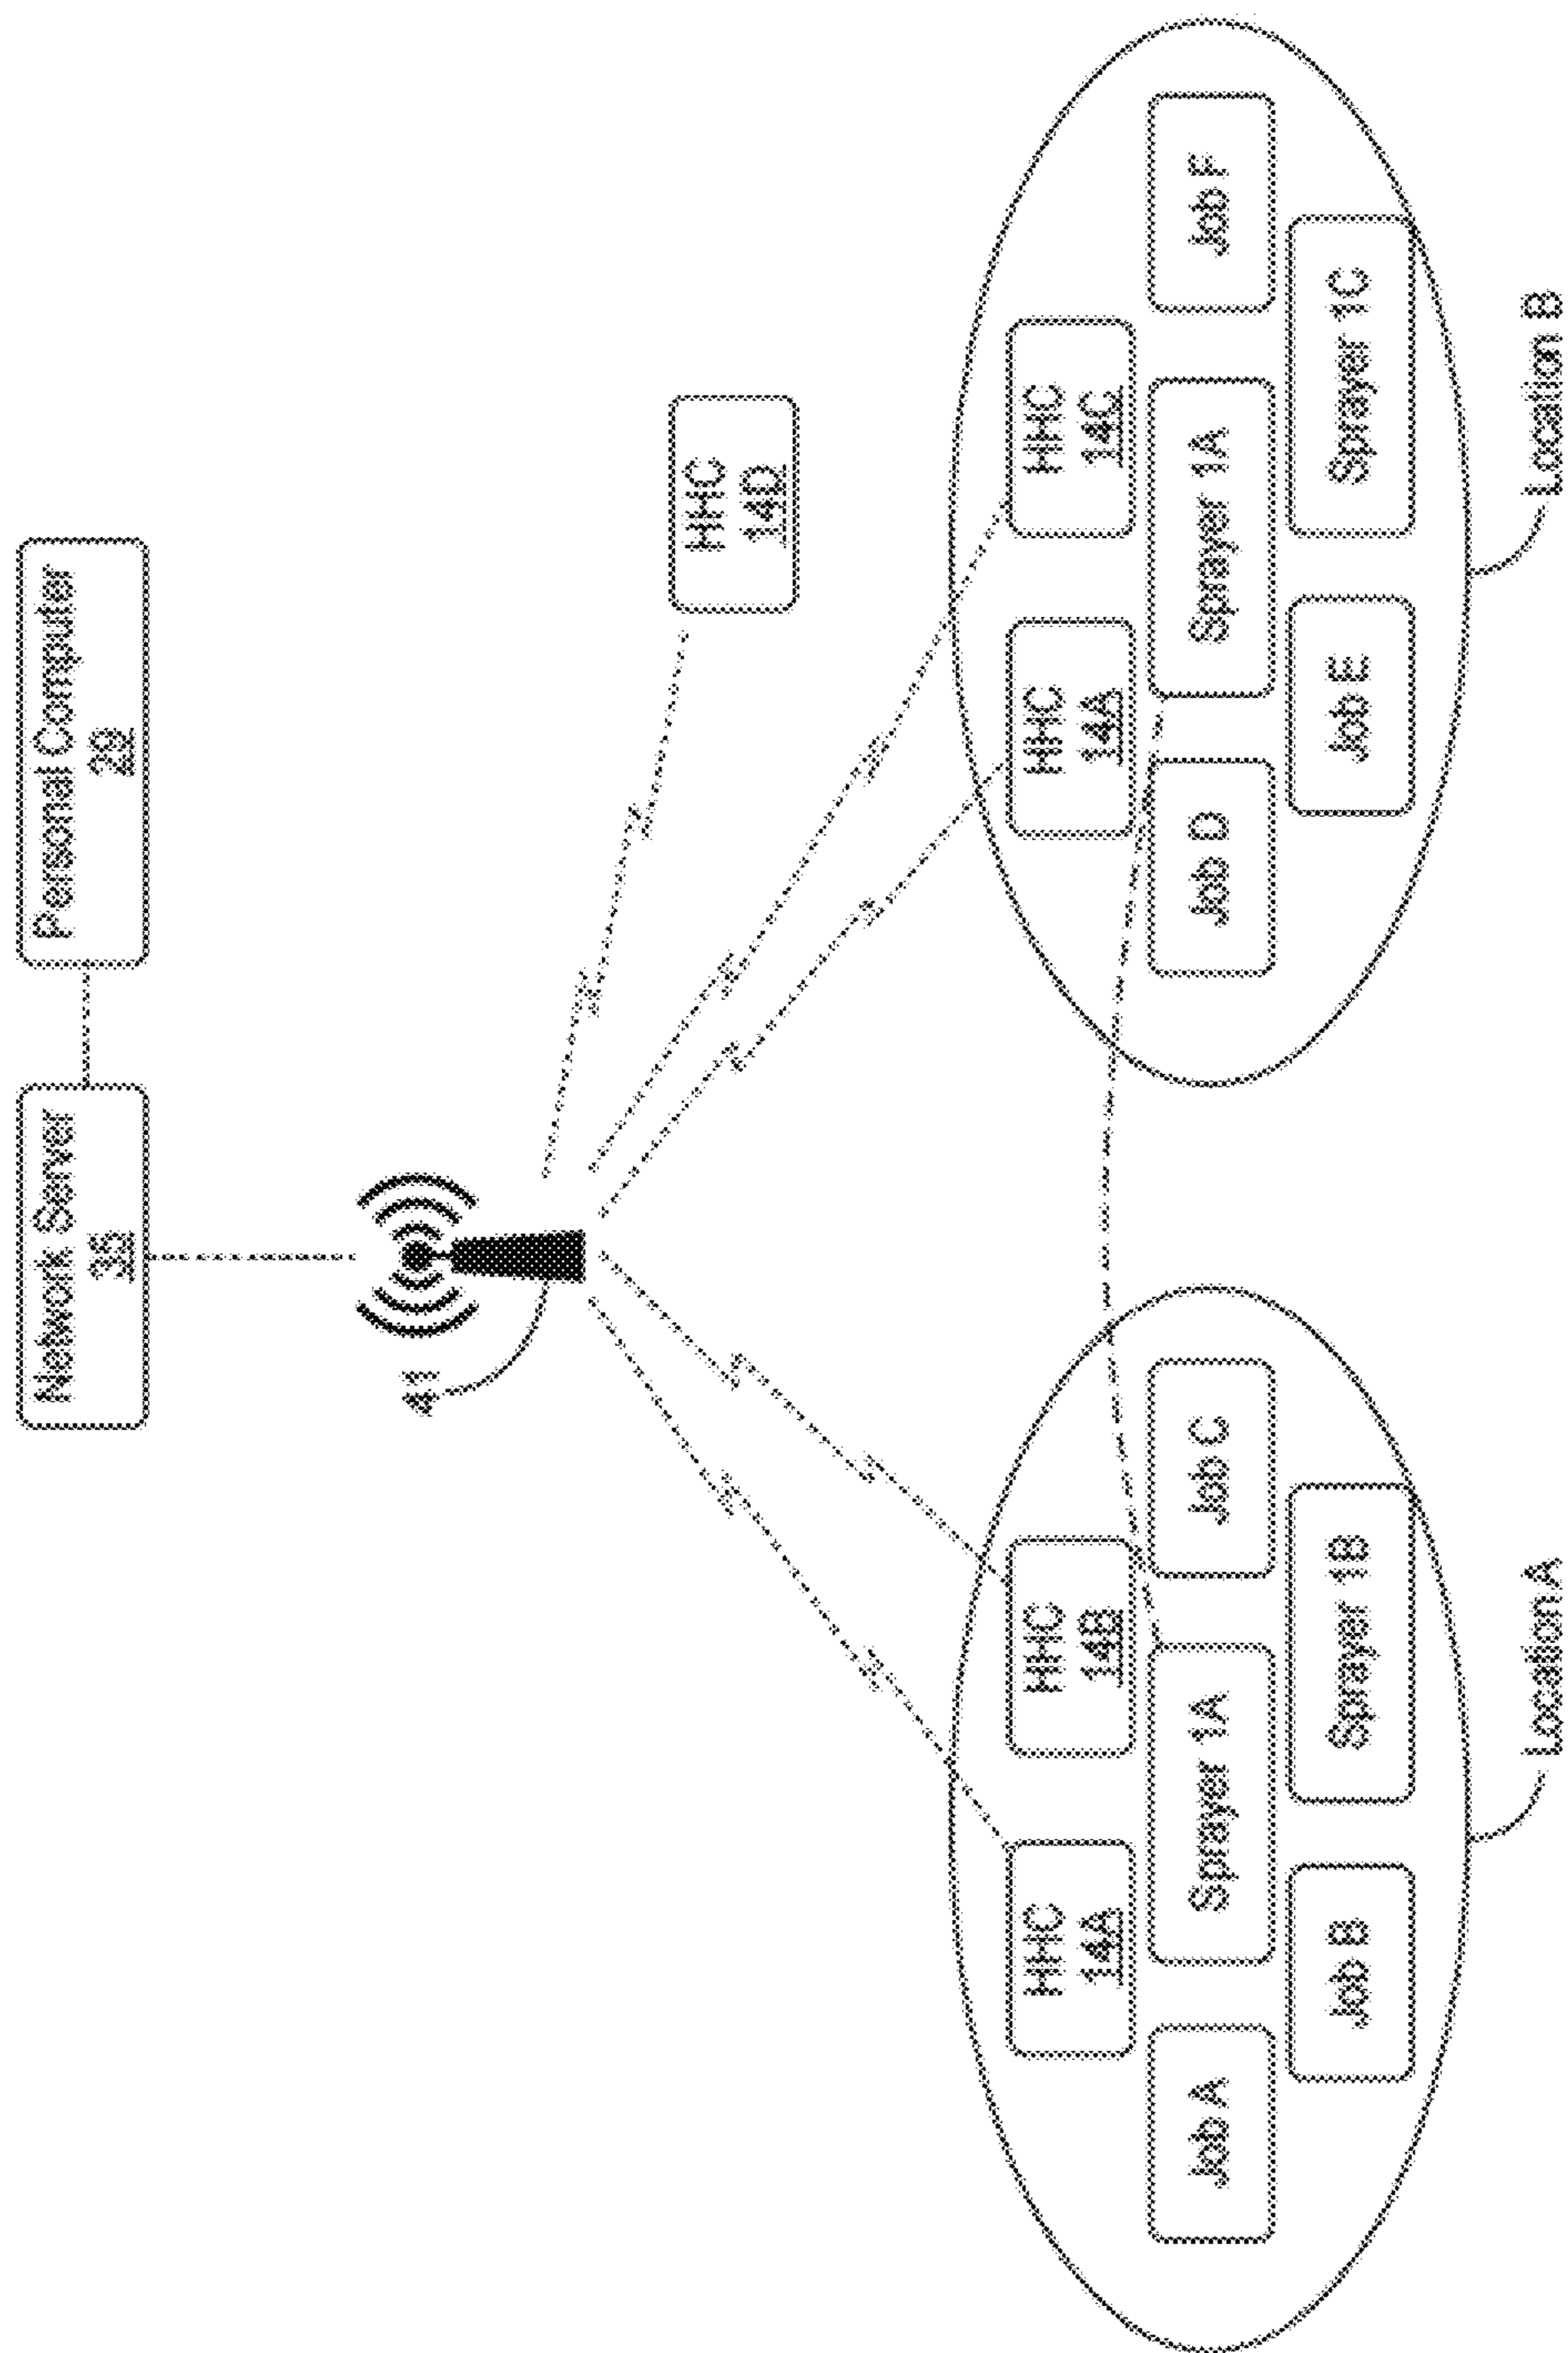 Network Server
35
Personal Computer
29
41
HHC
14D
HHC
14A
HHC
14B
Job A
Sprayer 1A
Job C
Job B
Sprayer 1B
Location A
HHC
14A
HHC
14C
Job D
Sprayer 1A
Job F
Job E
Sprayer 1C
Location B